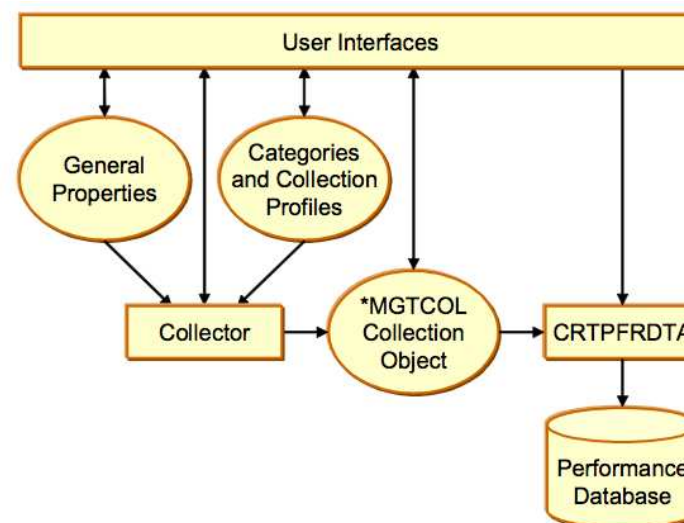 User Interfaces
General
Properties
Categories
and Collection
Profiles
Collector
*MGTCOL
Collection
Object
CRTPFRDTA
Performance
Database